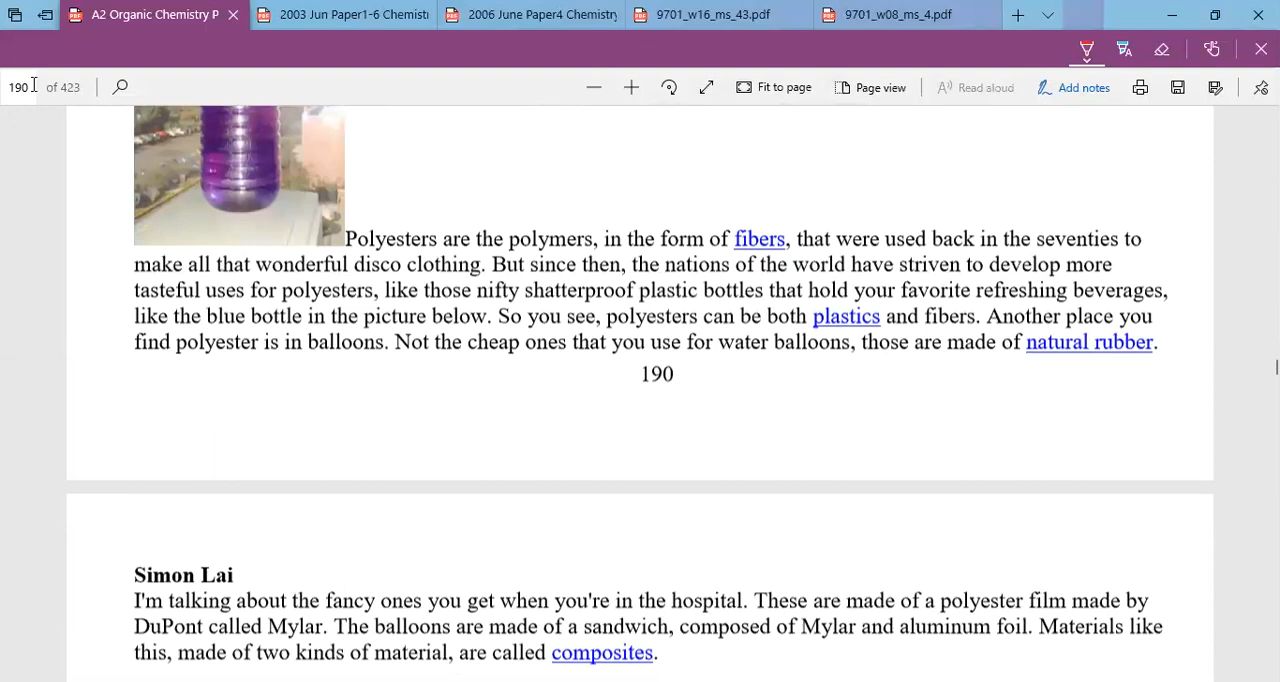 A2 Organic Chemistry P
2003 Jun Paper1-6 Chemist
2006 June Paper4 Chemistry
9701_w16_ms_43.pdf
9701_w08_ms_4.pdf
190 of 423
Fit to page
Page view
Read aloud
Add notes
Polyesters are the polymers, in the form of fibers, that were used back in the seventies to
make all that wonderful disco clothing. But since then, the nations of the world have striven to develop more
tasteful uses for polyesters, like those nifty shatterproof plastic bottles that hold your favorite refreshing beverages,
like the blue bottle in the picture below. So you see, polyesters can be both plastics and fibers. Another place you
find polyester is in balloons. Not the cheap ones that you use for water balloons, those are made of natural rubber.
190
Simon Lai
I'm talking about the fancy ones you get when you're in the hospital. These are made of a polyester film made by
DuPont called Mylar. The balloons are made of a sandwich, composed of Mylar and aluminum foil. Materials like
this, made of two kinds of material, are called composites.